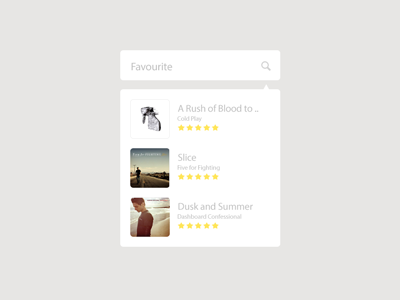 Favourite
A Rush of Blood to ..
Cold Play
Slice
Five for Fighting
Dusk and Summer
Dashboard Confessional